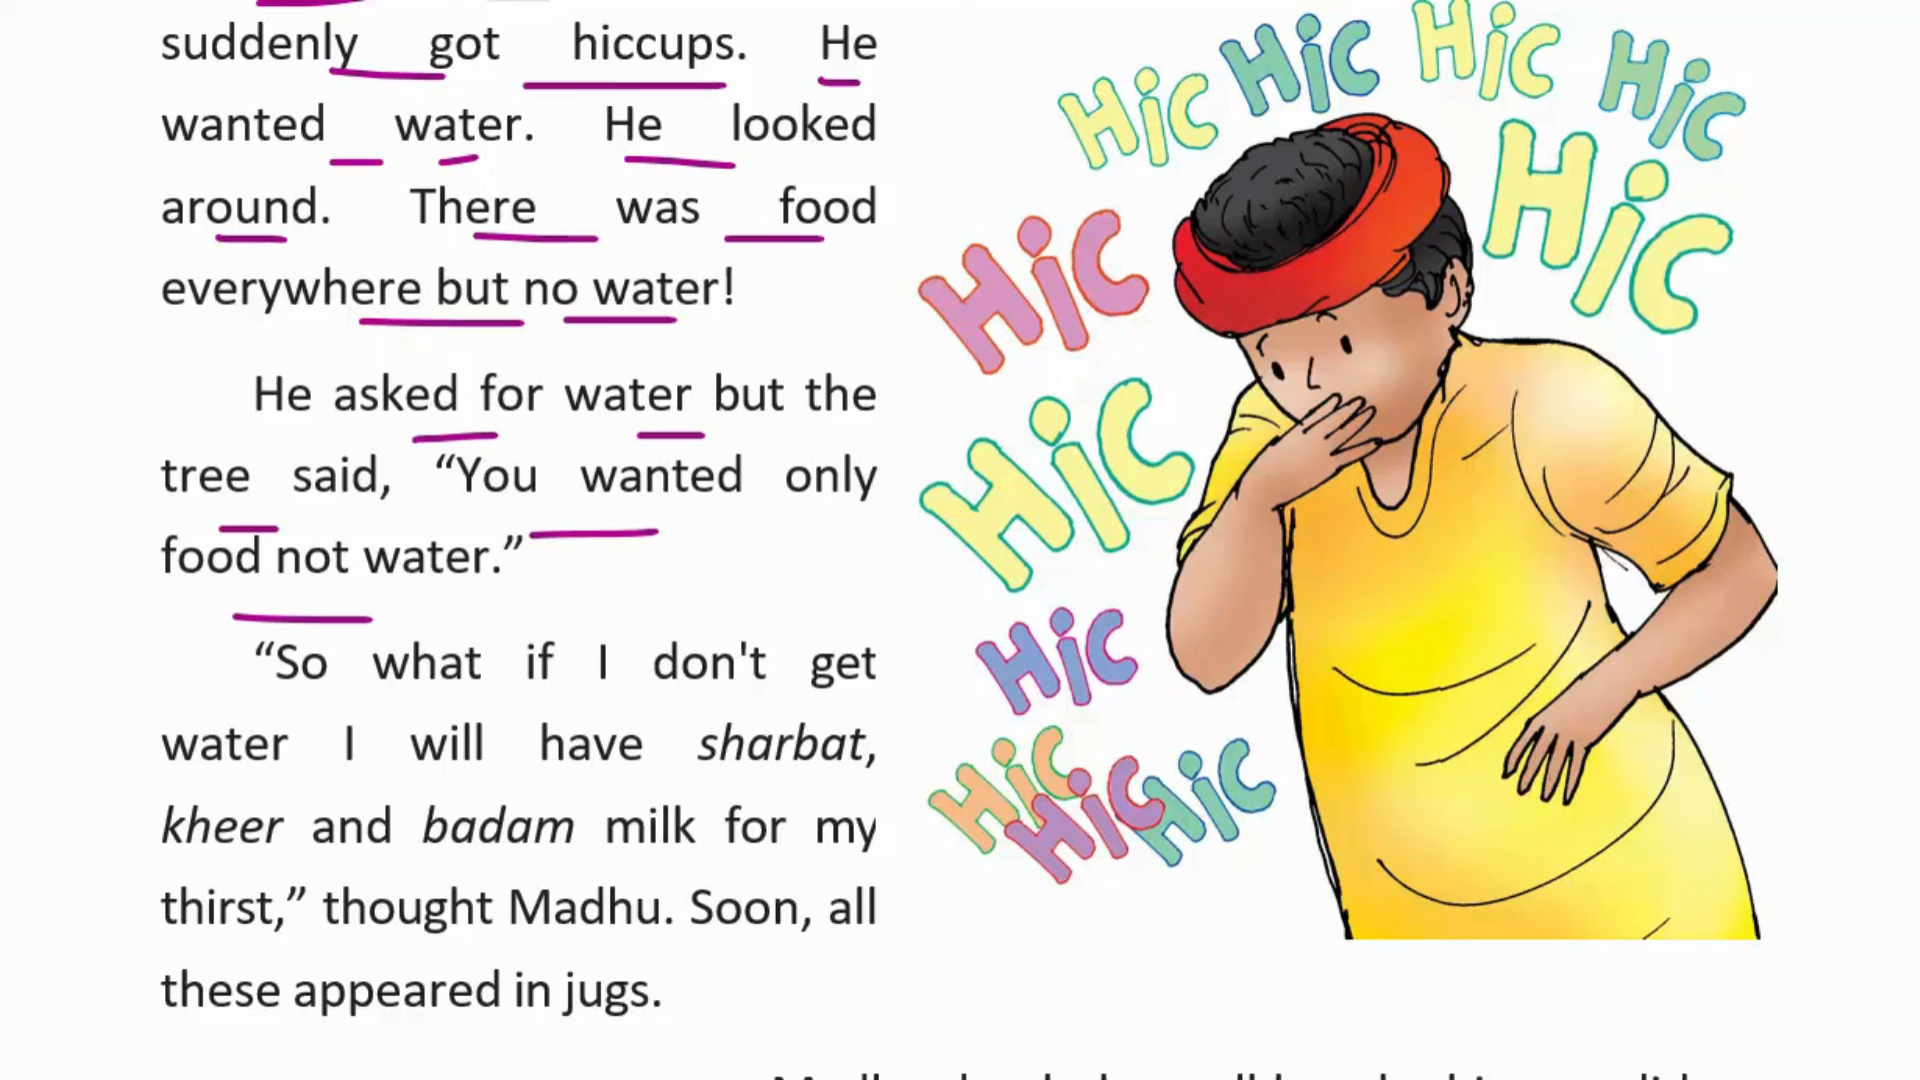 suddenly got hiccups. He
wanted water. He looked
around. There was food
everywhere but no water!
He asked for water but the
tree said, “You wanted only
food not water.”
“So what if I don't get
water I will have sharbat,
kheer and badam milk for my
thirst,” thought Madhu. Soon, all
these appeared in jugs.
Hic Hic Hic Hic
Hic
Hic
Hic
Hic
Hic Hic Hic